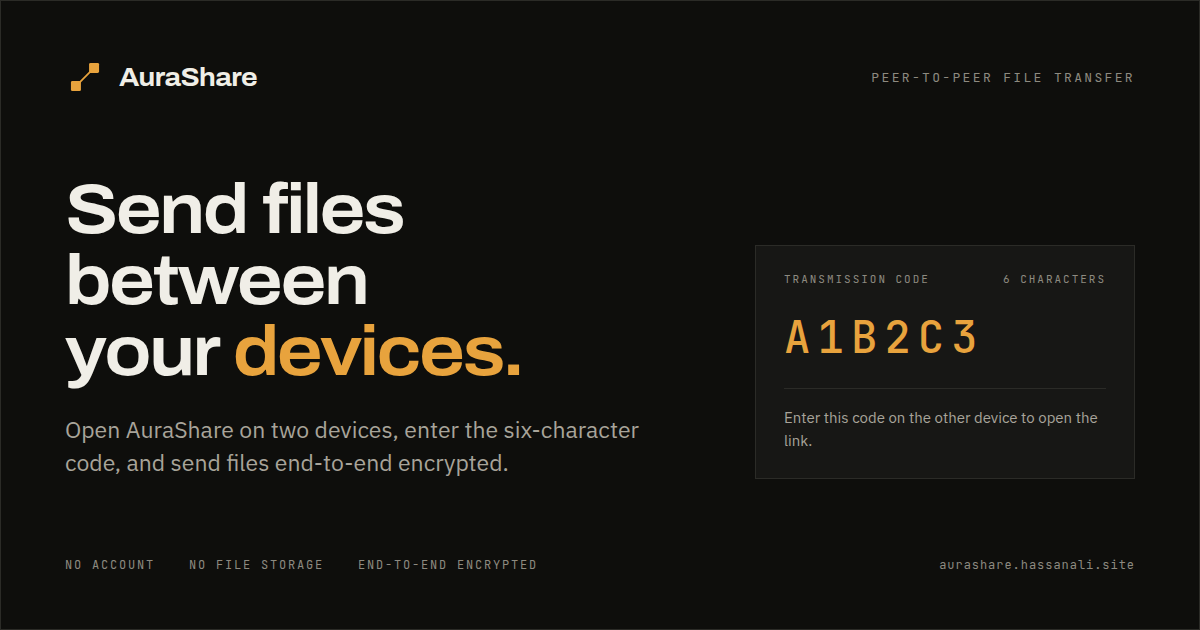 AuraShare
PEER-TO-PEER FILE TRANSFER
Send files
between
your devices.
Open AuraShare on two devices, enter the six-character
code, and send files end-to-end encrypted.
TRANSMISSION CODE
6 CHARACTERS
A1B2C3
Enter this code on the other device to open the
link.
NO ACCOUNT
NO FILE STORAGE
END-TO-END ENCRYPTED
aurashare.hassanali.site